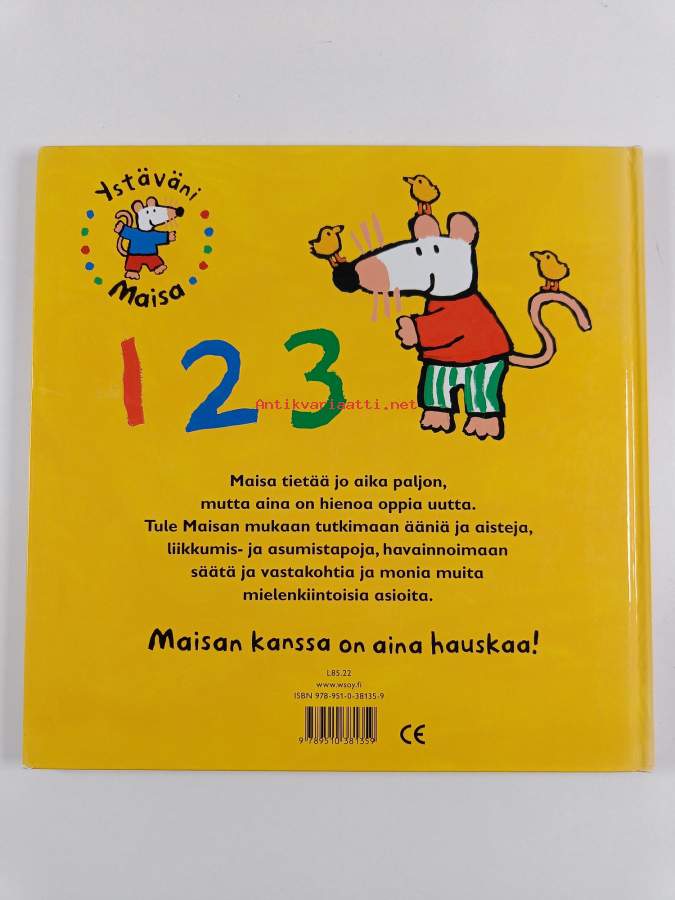 Ystäväni
Maisa
1 2 3
Antikvariaatti.net
Maisa tietää jo aika paljon,
mutta aina on hienoa oppia uutta.
Tule Maisan mukaan tutkimaan ääniä ja aisteja,
liikkumis- ja asumistapoja, havainnoimaan
säätä ja vastakohtia ja monia muita
mielenkiintoisia asioita.
Maisan kanssa on aina hauskaa!
L85.22
www.wsoy.fi
ISBN 978-951-0-38135-9
9 789510 381359
CE